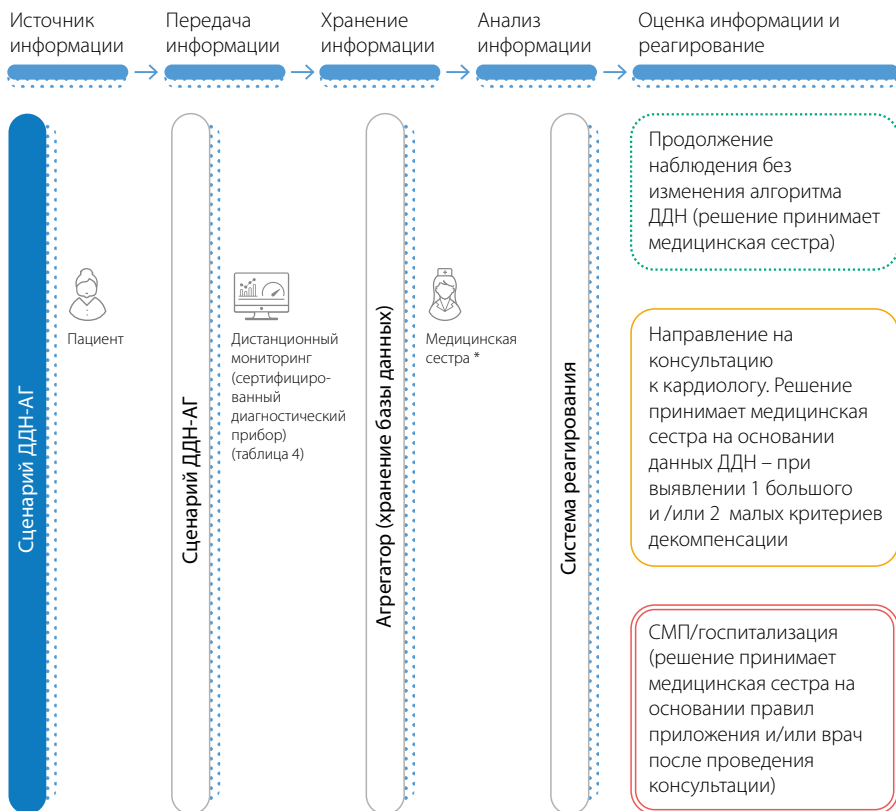 Источник
информации
Передача
информации
Хранение
информации
Анализ
информации
Оценка информации и
реагирование
Сценарий ДДН-АГ
Пациент
Сценарий ДДН-АГ
Дистанционный
мониторинг
(сертифициро-
ванный
диагностический
прибор)
(таблица 4)
Агрегатор (хранение базы данных)
Медицинская
сестра *
Система реагирования
Продолжение
наблюдения без
изменения алгоритма
ДДН (решение принимает
медицинская сестра)
Направление на
консультацию
к кардиологу. Решение
принимает медицинская
сестра на основании
данных ДДН – при
выявлении 1 большого
и /или 2 малых критериев
декомпенсации
СМП/госпитализация
(решение принимает
медицинская сестра на
основании правил
приложения и/или врач
после проведения
консультации)